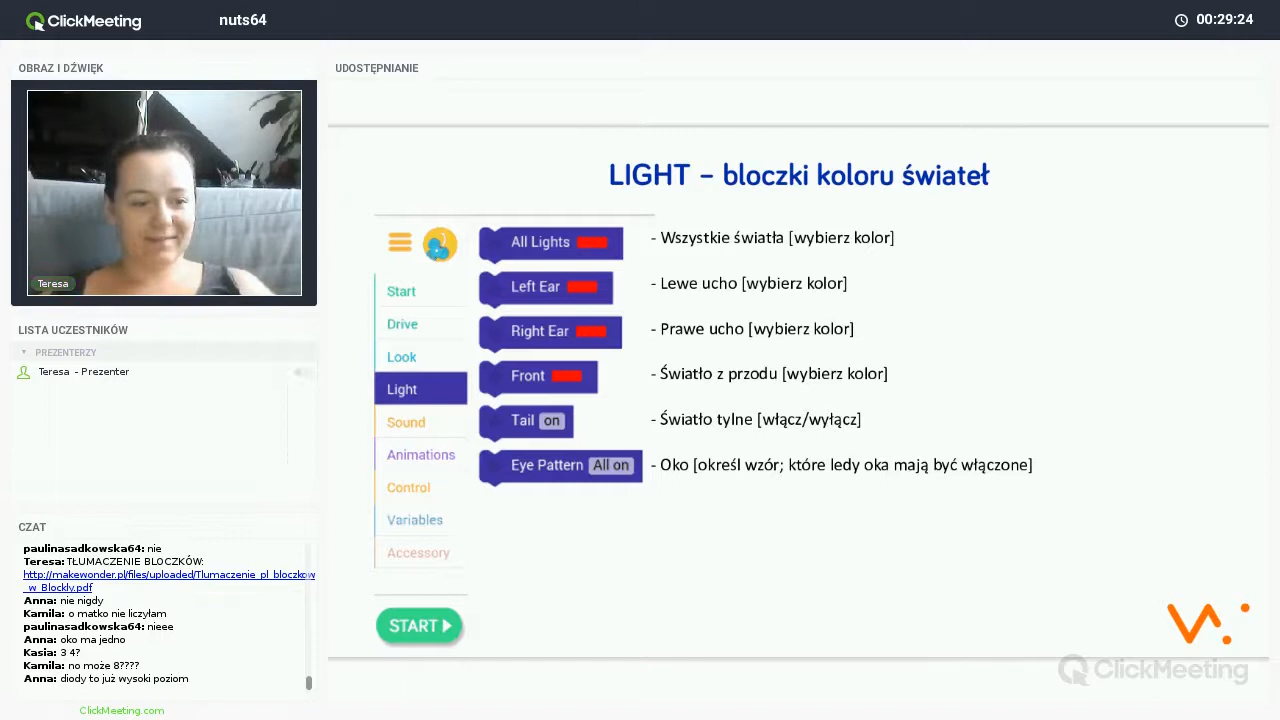 ClickMeeting
nuts64
00:29:24
OBRAZ I DŹWIĘK
UDOSTĘPNIANIE
Teresa
LISTA UCZESTNIKÓW
PREZENTERZY
Teresa - Prezenter
CZAT
paulinasadkowska64: nie
Teresa: TŁUMACZENIE BLOCZKÓW:
http://makewonder.pl/files/uploaded/Tlumaczenie_pl_bloczkow
_w_Blockly.pdf
Anna: nie nigdy
Kamila: o matko nie liczyłam
paulinasadkowska64: nieee
Anna: oko ma jedno
Kasia: 3 4?
Kamila: no może 8????
Anna: diody to już wysoki poziom
ClickMeeting.com
LIGHT – bloczki koloru świateł
Start
Drive
Look
Light
Sound
Animations
Control
Variables
Accessory
START
All Lights - Wszystkie światła [wybierz kolor]
Left Ear - Lewe ucho [wybierz kolor]
Right Ear - Prawe ucho [wybierz kolor]
Front - Światło z przodu [wybierz kolor]
Tail on - Światło tylne [włącz/wyłącz]
Eye Pattern All on - Oko [określ wzór; które ledy oka mają być włączone]
ClickMeeting